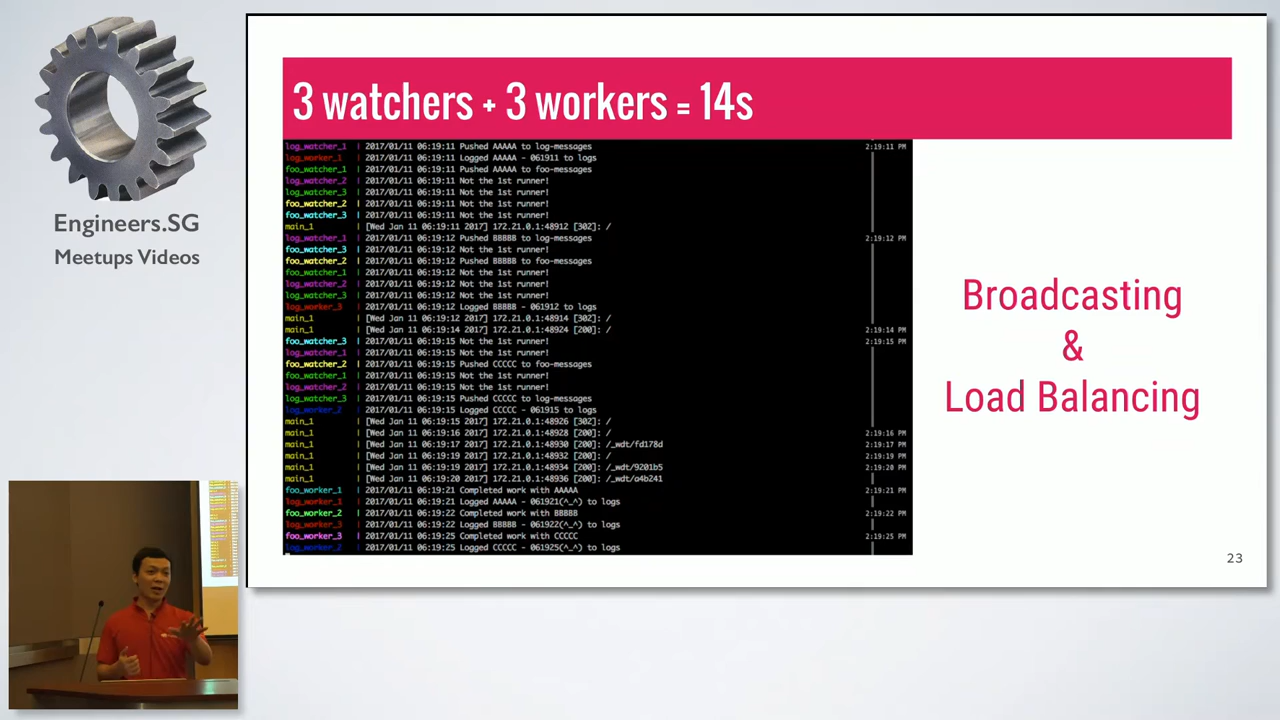 Engineers.SG
Meetups Videos
3 watchers + 3 workers = 14s
log_watcher_1 | 2017/01/11 06:19:11 Pushed AAAAA to log-messages 2:19:11 PM
log_worker_1 | 2017/01/11 06:19:11 Logged AAAAA - 061911 to logs
foo_watcher_1 | 2017/01/11 06:19:11 Pushed AAAAA to foo-messages
log_watcher_2 | 2017/01/11 06:19:11 Not the 1st runner!
log_watcher_3 | 2017/01/11 06:19:11 Not the 1st runner!
foo_watcher_2 | 2017/01/11 06:19:11 Not the 1st runner!
foo_watcher_3 | 2017/01/11 06:19:11 Not the 1st runner!
main_1 | [Wed Jan 11 06:19:11 2017] 172.21.0.1:48912 [302]: /
log_watcher_1 | 2017/01/11 06:19:12 Pushed BBBBB to log-messages 2:19:12 PM
foo_watcher_3 | 2017/01/11 06:19:12 Not the 1st runner!
foo_watcher_2 | 2017/01/11 06:19:12 Pushed BBBBB to foo-messages
foo_watcher_1 | 2017/01/11 06:19:12 Not the 1st runner!
log_watcher_2 | 2017/01/11 06:19:12 Not the 1st runner!
log_watcher_3 | 2017/01/11 06:19:12 Not the 1st runner!
log_worker_3 | 2017/01/11 06:19:12 Logged BBBBB - 061912 to logs
main_1 | [Wed Jan 11 06:19:12 2017] 172.21.0.1:48914 [302]: /
main_1 | [Wed Jan 11 06:19:14 2017] 172.21.0.1:48924 [200]: / 2:19:14 PM
foo_watcher_3 | 2017/01/11 06:19:15 Not the 1st runner! 2:19:15 PM
log_watcher_1 | 2017/01/11 06:19:15 Not the 1st runner!
foo_watcher_2 | 2017/01/11 06:19:15 Pushed CCCCC to foo-messages
foo_watcher_1 | 2017/01/11 06:19:15 Not the 1st runner!
log_watcher_2 | 2017/01/11 06:19:15 Not the 1st runner!
log_watcher_3 | 2017/01/11 06:19:15 Pushed CCCCC to log-messages
log_worker_2 | 2017/01/11 06:19:15 Logged CCCCC - 061915 to logs
main_1 | [Wed Jan 11 06:19:15 2017] 172.21.0.1:48926 [302]: /
main_1 | [Wed Jan 11 06:19:16 2017] 172.21.0.1:48928 [200]: / 2:19:16 PM
main_1 | [Wed Jan 11 06:19:17 2017] 172.21.0.1:48930 [200]: /_wdt/fd178d 2:19:17 PM
main_1 | [Wed Jan 11 06:19:19 2017] 172.21.0.1:48932 [200]: / 2:19:19 PM
main_1 | [Wed Jan 11 06:19:19 2017] 172.21.0.1:48934 [200]: /_wdt/9201b5 2:19:20 PM
main_1 | [Wed Jan 11 06:19:20 2017] 172.21.0.1:48936 [200]: /_wdt/a4b241
foo_worker_1 | 2017/01/11 06:19:21 Completed work with AAAAA 2:19:21 PM
log_worker_1 | 2017/01/11 06:19:21 Logged AAAAA - 061921(^_^) to logs
foo_worker_2 | 2017/01/11 06:19:22 Completed work with BBBBB 2:19:22 PM
log_worker_3 | 2017/01/11 06:19:22 Logged BBBBB - 061922(^_^) to logs
foo_worker_3 | 2017/01/11 06:19:25 Completed work with CCCCC 2:19:25 PM
log_worker_2 | 2017/01/11 06:19:25 Logged CCCCC - 061925(^_^) to logs
Broadcasting
&
Load Balancing
23